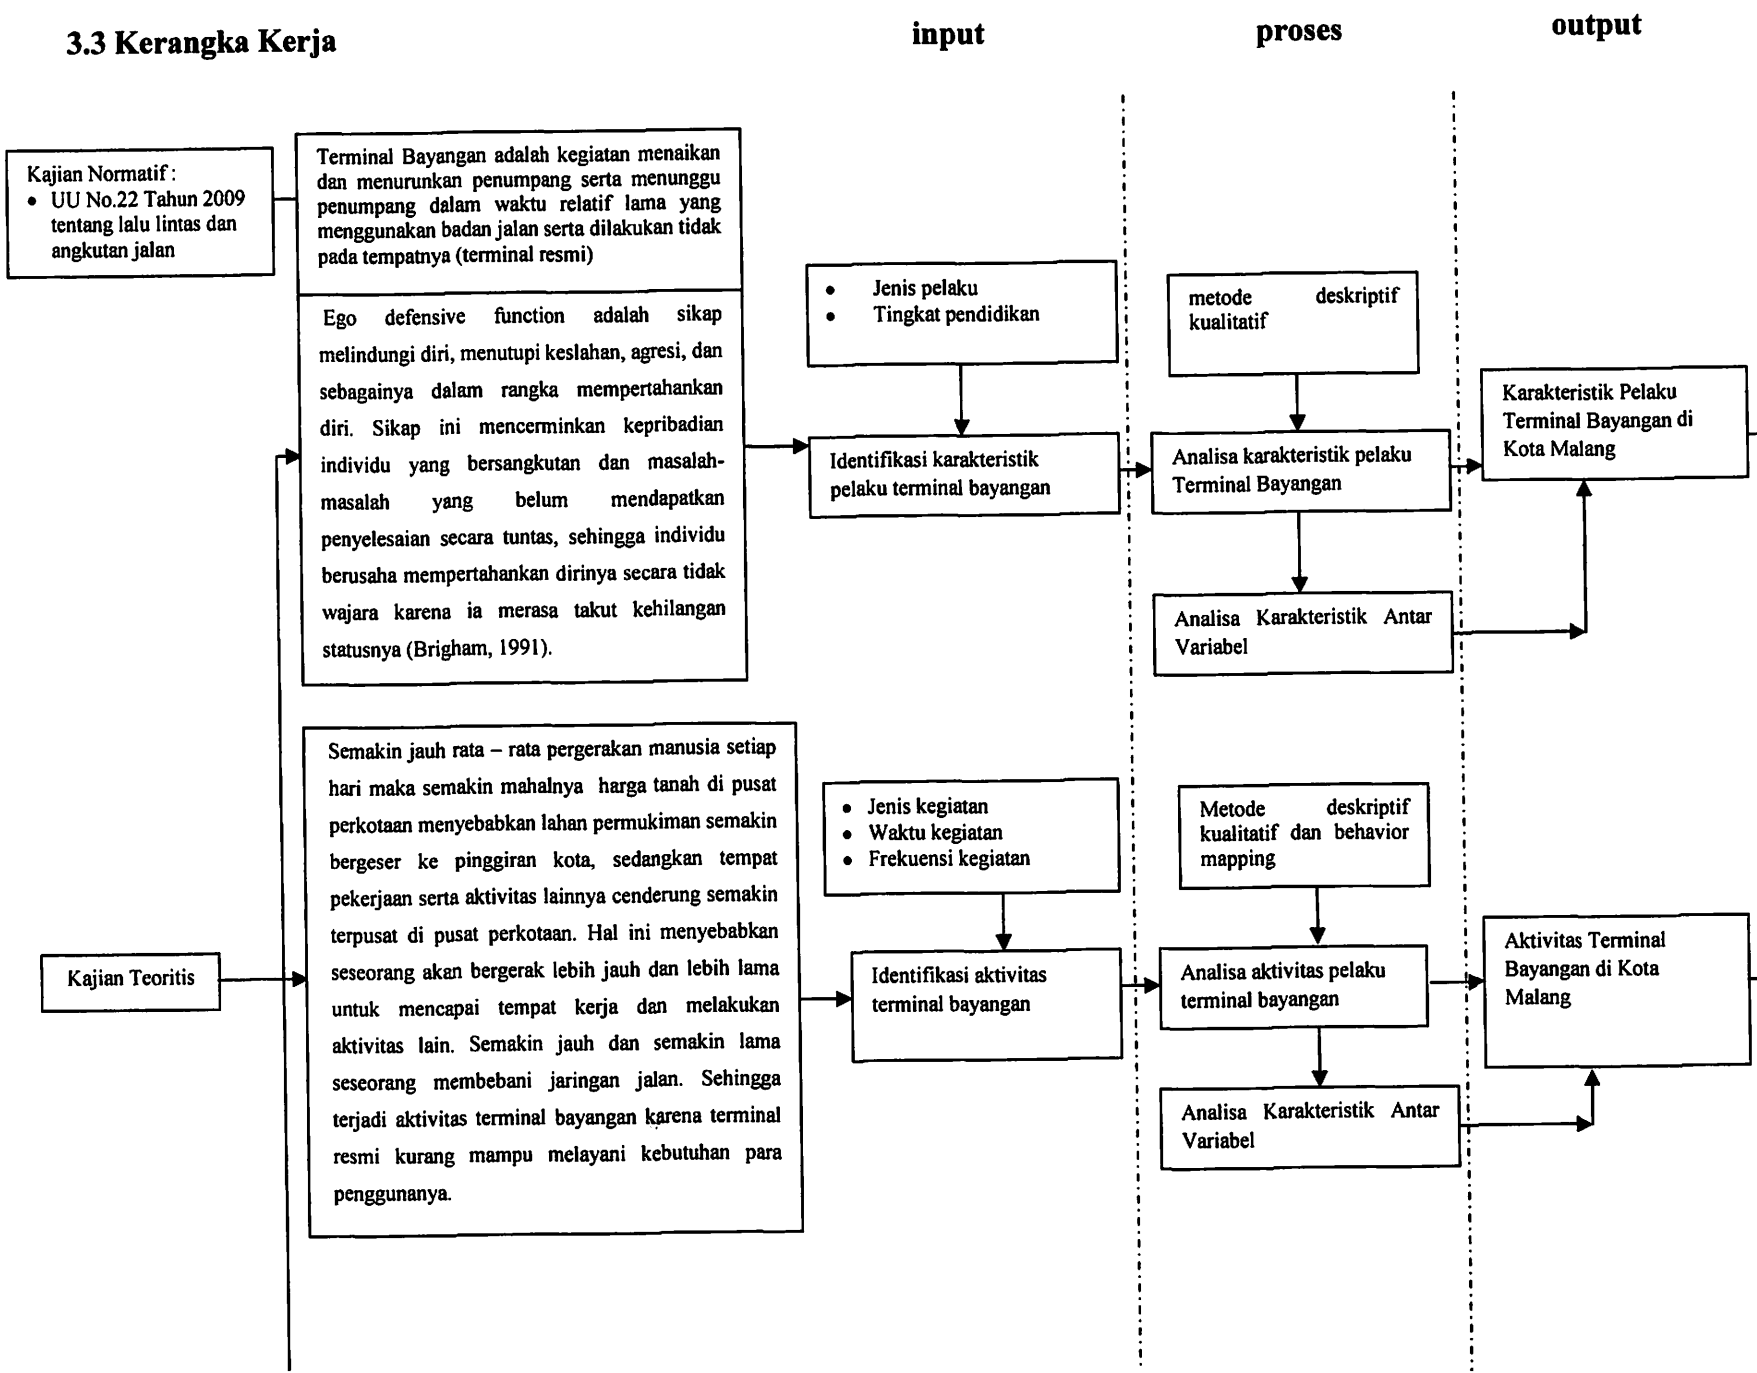 3.3 Kerangka Kerja
input
proses
output
Kajian Normatif :
• UU No.22 Tahun 2009
tentang lalu lintas dan
angkutan jalan
Terminal Bayangan adalah kegiatan menaikan
dan menurunkan penumpang serta menunggu
penumpang dalam waktu relatif lama yang
menggunakan badan jalan serta dilakukan tidak
pada tempatnya (terminal resmi)
Ego defensive function adalah sikap
melindungi diri, menutupi keslahan, agresi, dan
sebagainya dalam rangka mempertahankan
diri. Sikap ini mencerminkan kepribadian
individu yang bersangkutan dan masalah-
masalah yang belum mendapatkan
penyelesaian secara tuntas, sehingga individu
berusaha mempertahankan dirinya secara tidak
wajara karena ia merasa takut kehilangan
statusnya (Brigham, 1991).
• Jenis pelaku
• Tingkat pendidikan
Identifikasi karakteristik
pelaku terminal bayangan
metode deskriptif
kualitatif
Analisa karakteristik pelaku
Terminal Bayangan
Analisa Karakteristik Antar
Variabel
Karakteristik Pelaku
Terminal Bayangan di
Kota Malang
Kajian Teoritis
Semakin jauh rata – rata pergerakan manusia setiap
hari maka semakin mahalnya harga tanah di pusat
perkotaan menyebabkan lahan permukiman semakin
bergeser ke pinggiran kota, sedangkan tempat
pekerjaan serta aktivitas lainnya cenderung semakin
terpusat di pusat perkotaan. Hal ini menyebabkan
seseorang akan bergerak lebih jauh dan lebih lama
untuk mencapai tempat kerja dan melakukan
aktivitas lain. Semakin jauh dan semakin lama
seseorang membebani jaringan jalan. Sehingga
terjadi aktivitas terminal bayangan karena terminal
resmi kurang mampu melayani kebutuhan para
penggunanya.
• Jenis kegiatan
• Waktu kegiatan
• Frekuensi kegiatan
Identifikasi aktivitas
terminal bayangan
Metode deskriptif
kualitatif dan behavior
mapping
Analisa aktivitas pelaku
terminal bayangan
Analisa Karakteristik Antar
Variabel
Aktivitas Terminal
Bayangan di Kota
Malang